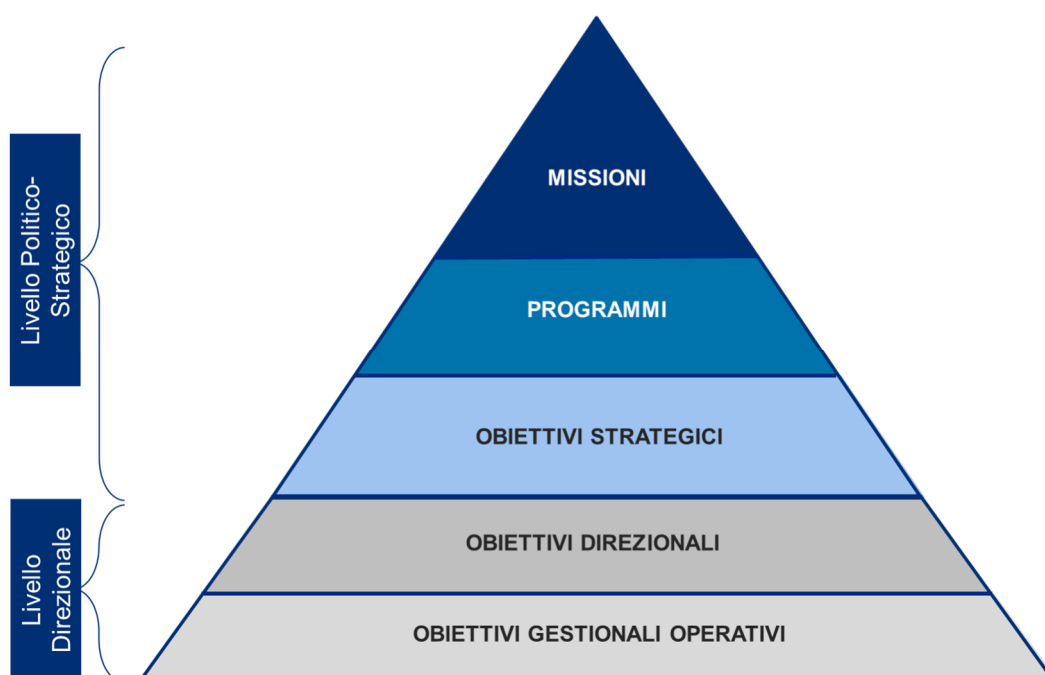 Livello Politico-
Strategico
MISSIONI
PROGRAMMI
OBIETTIVI STRATEGICI
Livello
Direzionale
OBIETTIVI DIREZIONALI
OBIETTIVI GESTIONALI OPERATIVI